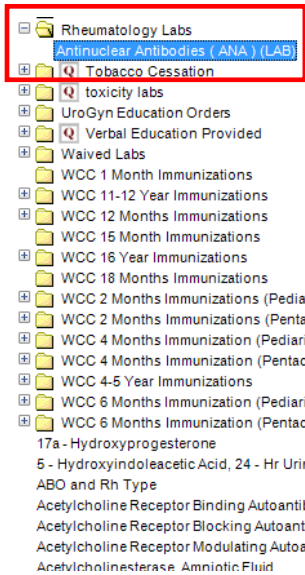 Rheumatology Labs
Antinuclear Antibodies ( ANA ) (LAB)
Q Tobacco Cessation
Q toxicity labs
UroGyn Education Orders
Q Verbal Education Provided
Waived Labs
WCC 1 Month Immunizations
WCC 11-12 Year Immunizations
WCC 12 Months Immunizations
WCC 15 Month Immunizations
WCC 16 Year Immunizations
WCC 18 Months Immunizations
WCC 2 Months Immunizations (Pedia
WCC 2 Months Immunizations (Penta
WCC 4 Months Immunization (Pediari
WCC 4 Months Immunization (Pentac
WCC 4-5 Year Immunizations
WCC 6 Months Immunization (Pediari
WCC 6 Months Immunization (Pentac
17a - Hydroxyprogesterone
5 - Hydroxyindoleacetic Acid, 24 - Hr Uri
ABO and Rh Type
Acetylcholine Receptor Binding Autoanti
Acetylcholine Receptor Blocking Autoant
Acetylcholine Receptor Modulating Autoa
Acetylcholinesterase, Amniotic Fluid